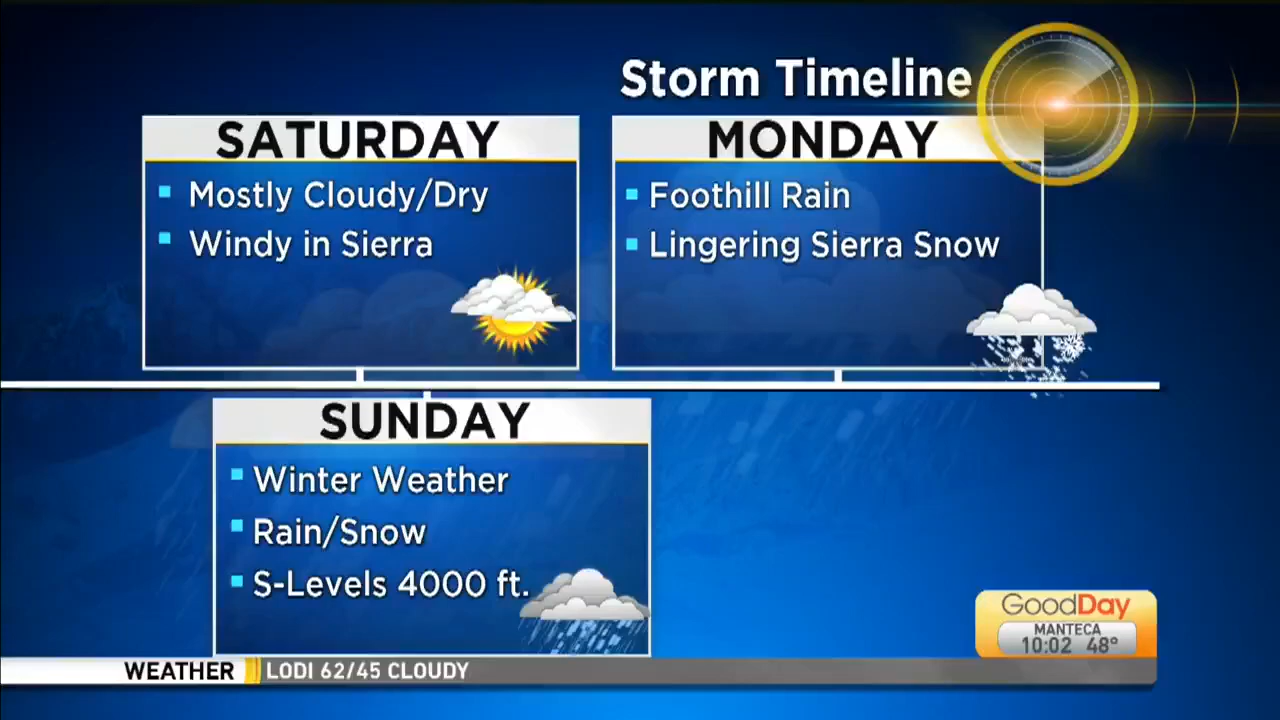 Storm Timeline
SATURDAY
Mostly Cloudy/Dry
Windy in Sierra
MONDAY
Foothill Rain
Lingering Sierra Snow
SUNDAY
Winter Weather
Rain/Snow
S-Levels 4000 ft.
GoodDay
MANTECA
10:02 48°
WEATHER LODI 62/45 CLOUDY